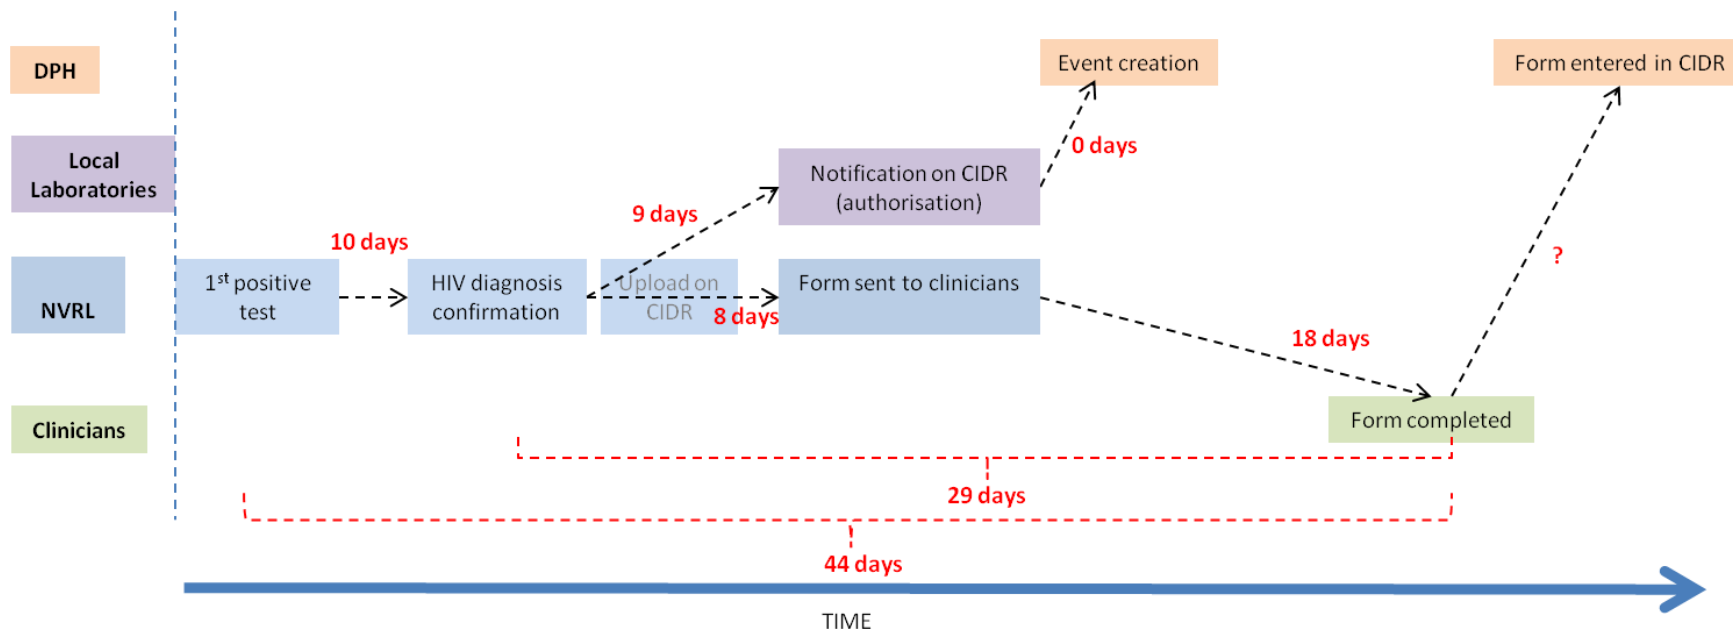 DPH
Event creation
Form entered in CIDR
Local
Laboratories
Notification on CIDR
(authorisation)
0 days
9 days
10 days
?
NVRL
1st positive
test
HIV diagnosis
confirmation
Upload on
CIDR
8 days
Form sent to clinicians
18 days
Clinicians
Form completed
29 days
44 days
TIME